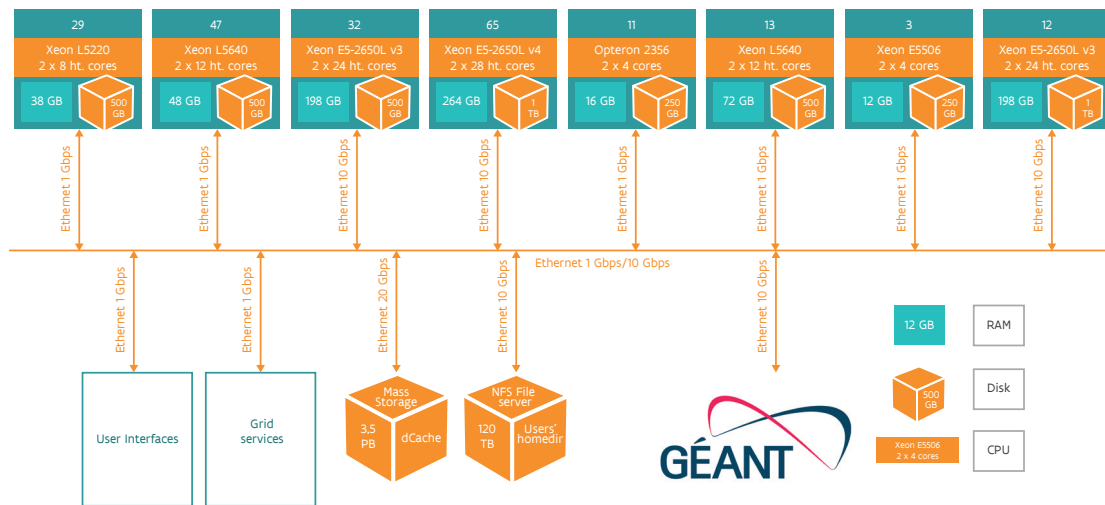 29
47
32
65
11
13
3
12
Xeon L5220
2 x 8 ht. cores
Xeon L5640
2 x 12 ht. cores
Xeon E5-2650L v3
2 x 24 ht. cores
Xeon E5-2650L v4
2 x 28 ht. cores
Opteron 2356
2 x 4 cores
Xeon L5640
2 x 12 ht. cores
Xeon E5506
2 x 4 cores
Xeon E5-2650L v3
2 x 24 ht. cores
38 GB
500
GB
48 GB
500
GB
198 GB
500
GB
264 GB
1
TB
16 GB
250
GB
72 GB
500
GB
12 GB
250
GB
198 GB
1
TB
Ethernet 1 Gbps
Ethernet 1 Gbps
Ethernet 10 Gbps
Ethernet 10 Gbps
Ethernet 1 Gbps
Ethernet 1 Gbps
Ethernet 1 Gbps
Ethernet 10 Gbps
Ethernet 1 Gbps/10 Gbps
Ethernet 1 Gbps
Ethernet 1 Gbps
Ethernet 20 Gbps
Ethernet 10 Gbps
Ethernet 10 Gbps
User Interfaces
Grid
services
Mass
Storage
3,5
PB
dCache
NFS File
server
120
TB
Users'
homedir
GÉANT
12 GB
RAM
500
GB
Disk
Xeon E5506
2 x 4 cores
CPU